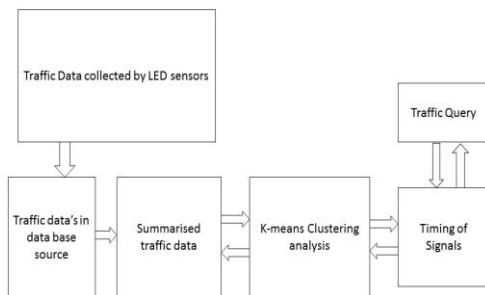 Traffic Data collected by LED sensors
Traffic Query
Traffic data's in
data base
source
Summarised
traffic data
K-means Clustering
analysis
Timing of
Signals